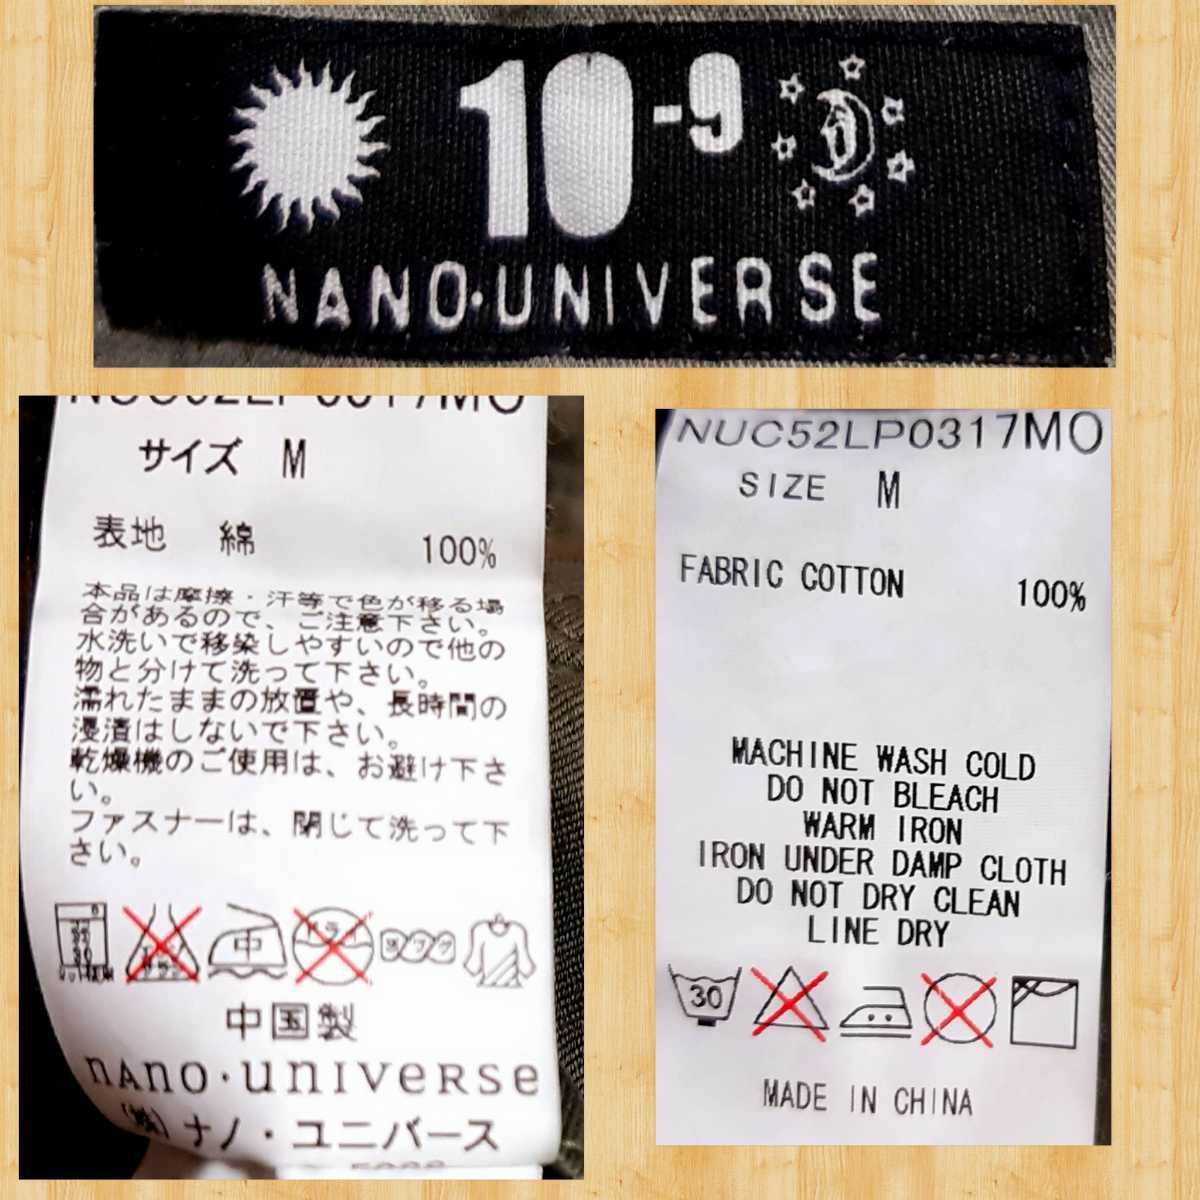 10-9
NANO·UNIVERSE
サイズ M
表地 綿 100%
本品は摩擦・汗等で色が移る場
合があるので、ご注意下さい。
水洗いで移染しやすいので他の
物と分けて洗って下さい。
濡れたままの放置や、長時間の
浸漬はしないで下さい。
乾燥機のご使用は、お避け下さ
い。
ファスナーは、閉じて洗って下
さい。
中
中国製
nAno·unIVeRse
(株)ナノ・ユニバース
NUC52LP0317MO
SIZE M
FABRIC COTTON 100%
MACHINE WASH COLD
DO NOT BLEACH
WARM IRON
IRON UNDER DAMP CLOTH
DO NOT DRY CLEAN
LINE DRY
30
MADE IN CHINA